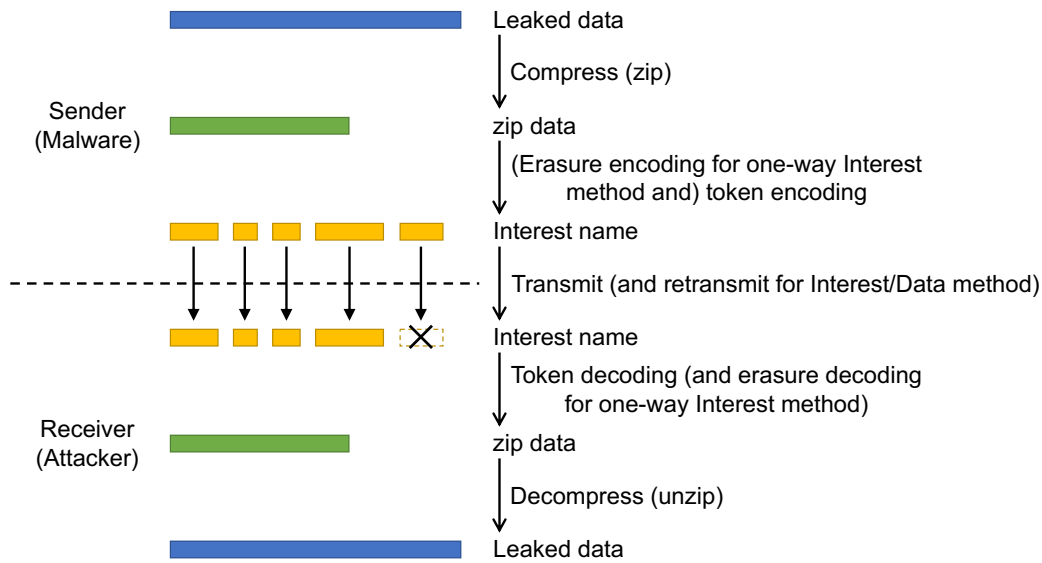 Leaked data
Compress (zip)
Sender
(Malware)
zip data
(Erasure encoding for one-way Interest
method and) token encoding
Interest name
Transmit (and retransmit for Interest/Data method)
Interest name
Token decoding (and erasure decoding
for one-way Interest method)
Receiver
(Attacker)
zip data
Decompress (unzip)
Leaked data